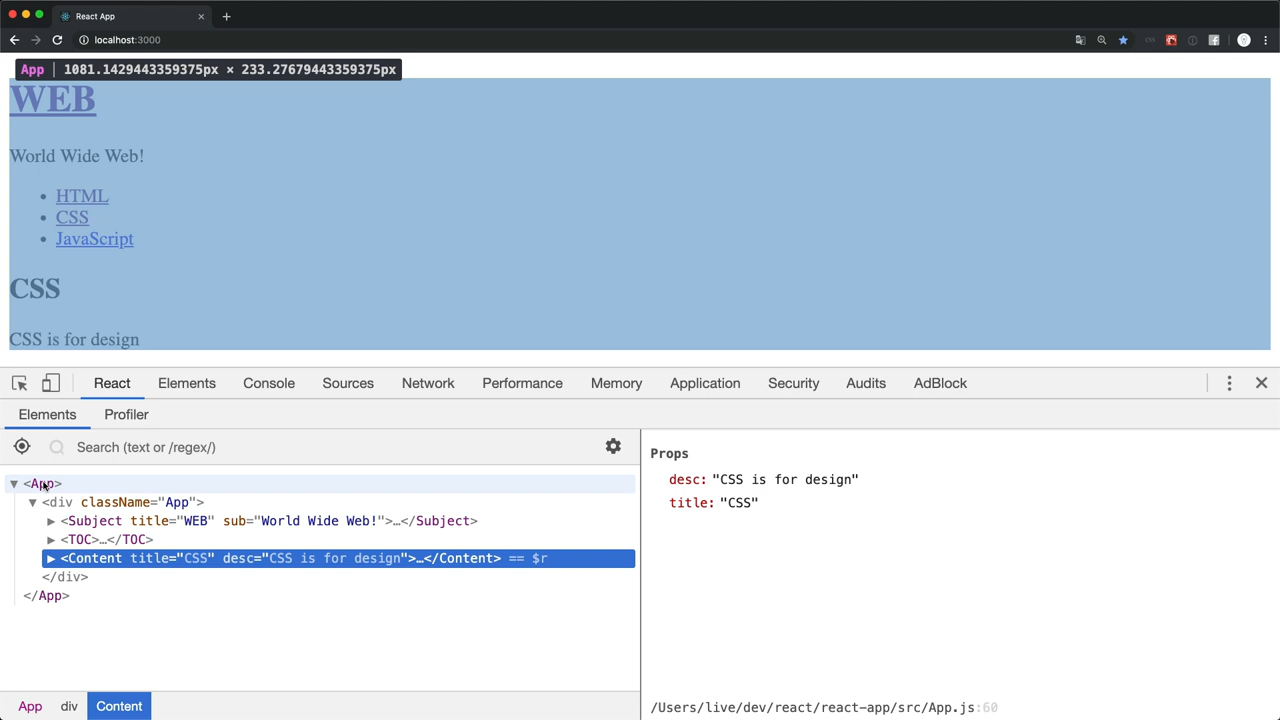 React App
localhost:3000
App | 1081.1429443359375px × 233.27679443359375px
WEB
World Wide Web!
• HTML
• CSS
• JavaScript
CSS
CSS is for design
React Elements Console Sources Network Performance Memory Application Security Audits AdBlock
Elements Profiler
Search (text or /regex/)
<App>
<div className="App">
<Subject title="WEB" sub="World Wide Web!">…</Subject>
<TOC>…</TOC>
<Content title="CSS" desc="CSS is for design">…</Content> == $r
</div>
</App>
App div Content
Props
desc: "CSS is for design"
title: "CSS"
/Users/live/dev/react/react-app/src/App.js:60